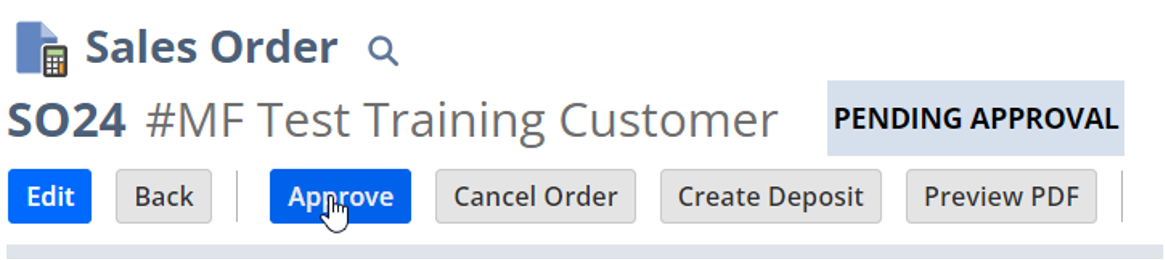 Sales Order
SO24 #MF Test Training Customer PENDING APPROVAL
Edit Back Approve Cancel Order Create Deposit Preview PDF